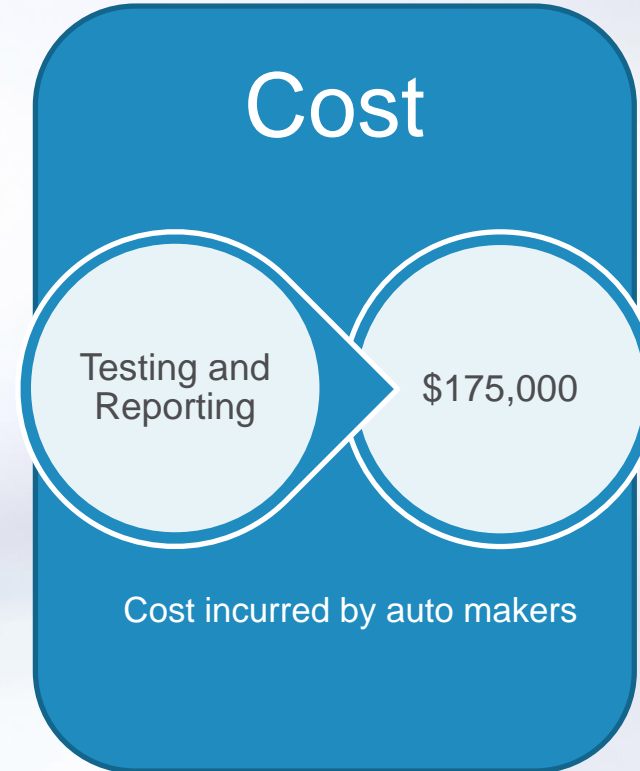 Cost
Testing and
Reporting
$175,000
Cost incurred by auto makers